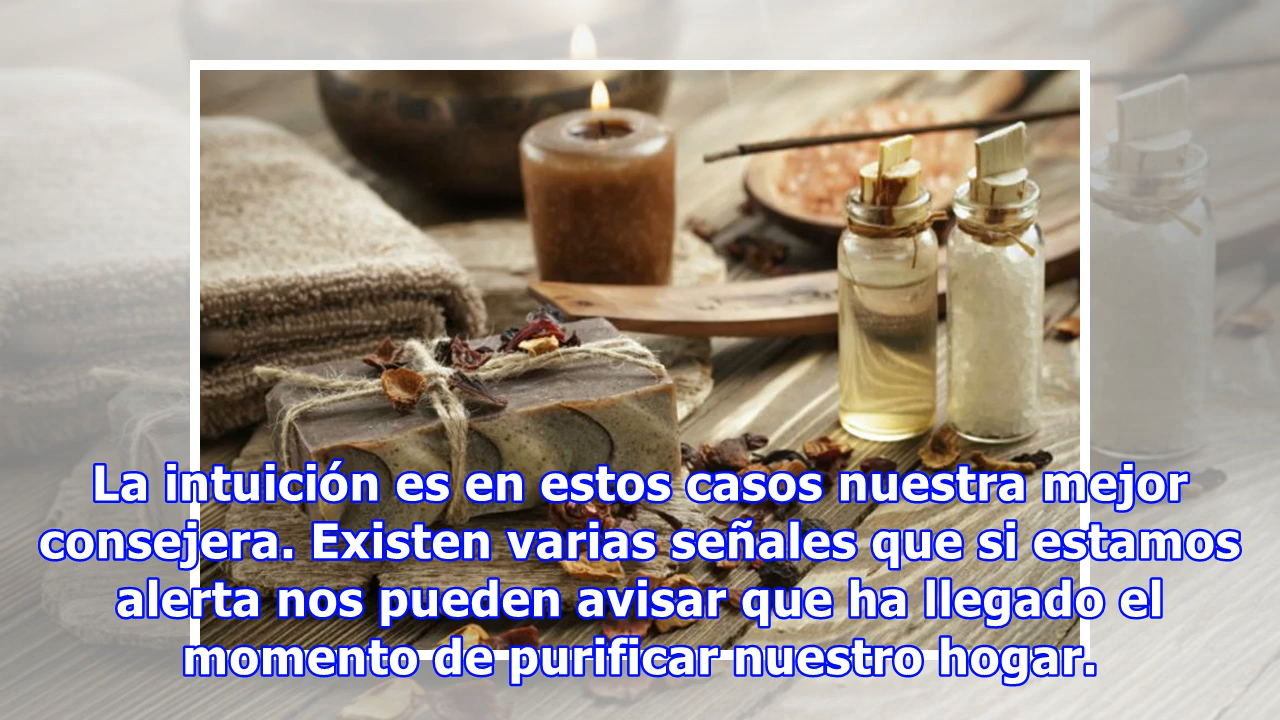 La intuición es en estos casos nuestra mejor
consejera. Existen varias señales que si estamos
alerta nos pueden avisar que ha llegado el
momento de purificar nuestro hogar.